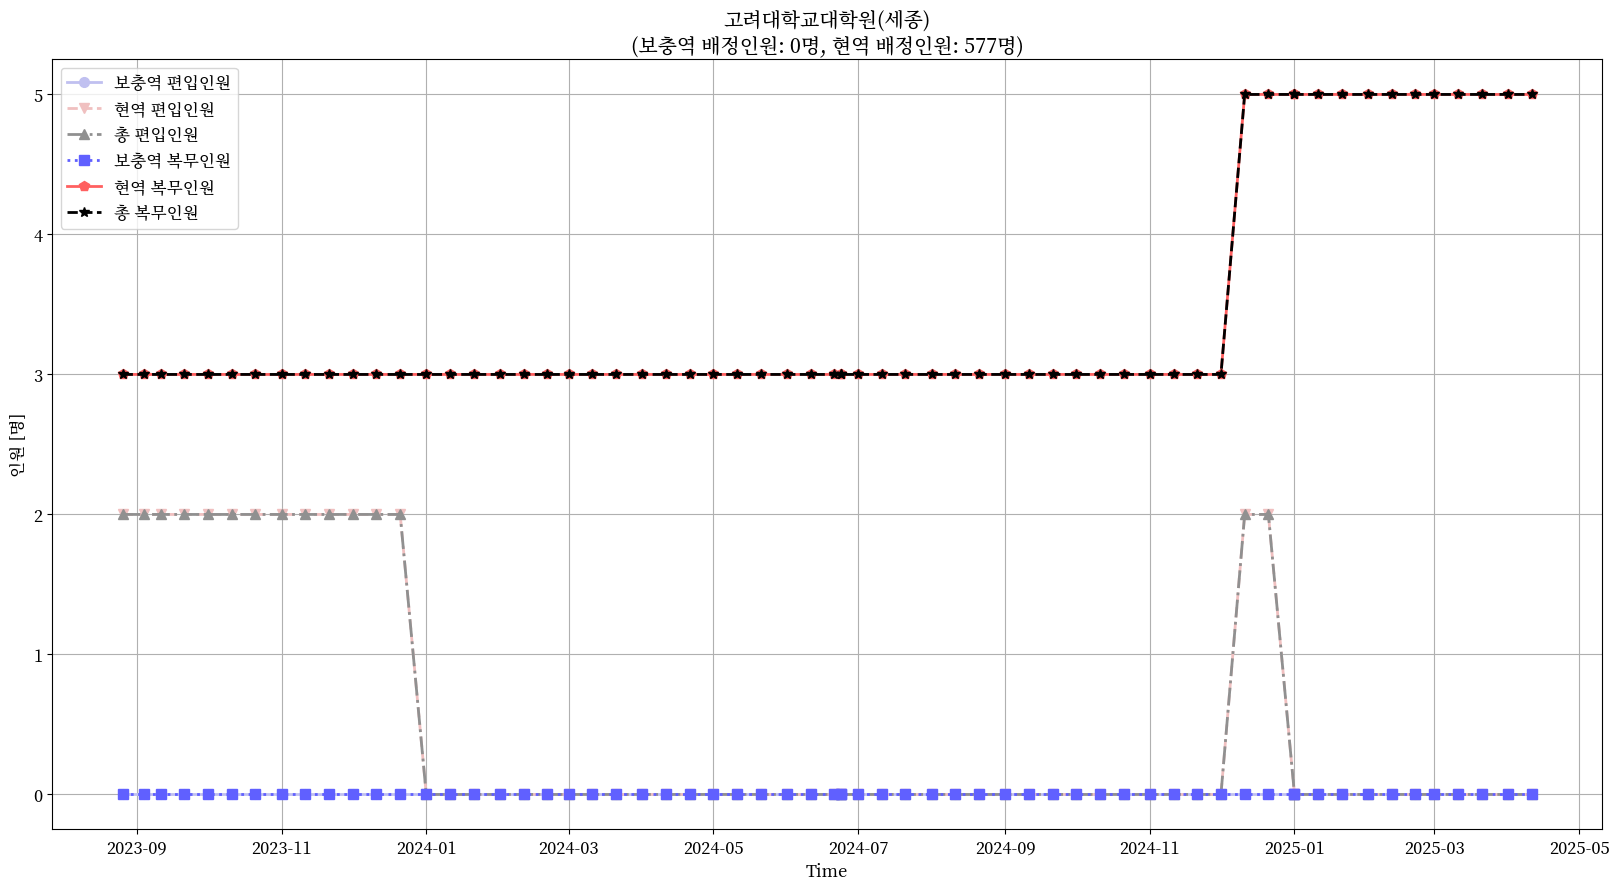 고려대학교대학원(세종)
(보충역 배정인원: 0명, 현역 배정인원: 577명)
보충역 편입인원
현역 편입인원
총 편입인원
보충역 복무인원
현역 복무인원
총 복무인원
5
4
3
2
1
0
인원 [명]
2023-09 2023-11 2024-01 2024-03 2024-05 2024-07 2024-09 2024-11 2025-01 2025-03 2025-05
Time